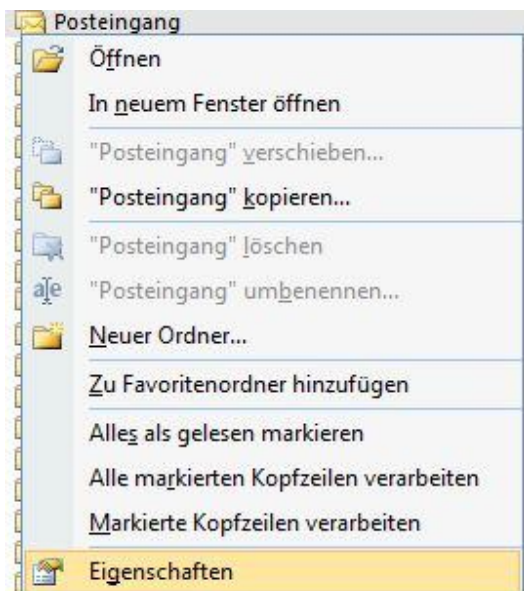 Posteingang
Öffnen
In neuem Fenster öffnen
"Posteingang" verschieben...
"Posteingang" kopieren...
"Posteingang" löschen
"Posteingang" umbenennen...
Neuer Ordner...
Zu Favoritenordner hinzufügen
Alles als gelesen markieren
Alle markierten Kopfzeilen verarbeiten
Markierte Kopfzeilen verarbeiten
Eigenschaften